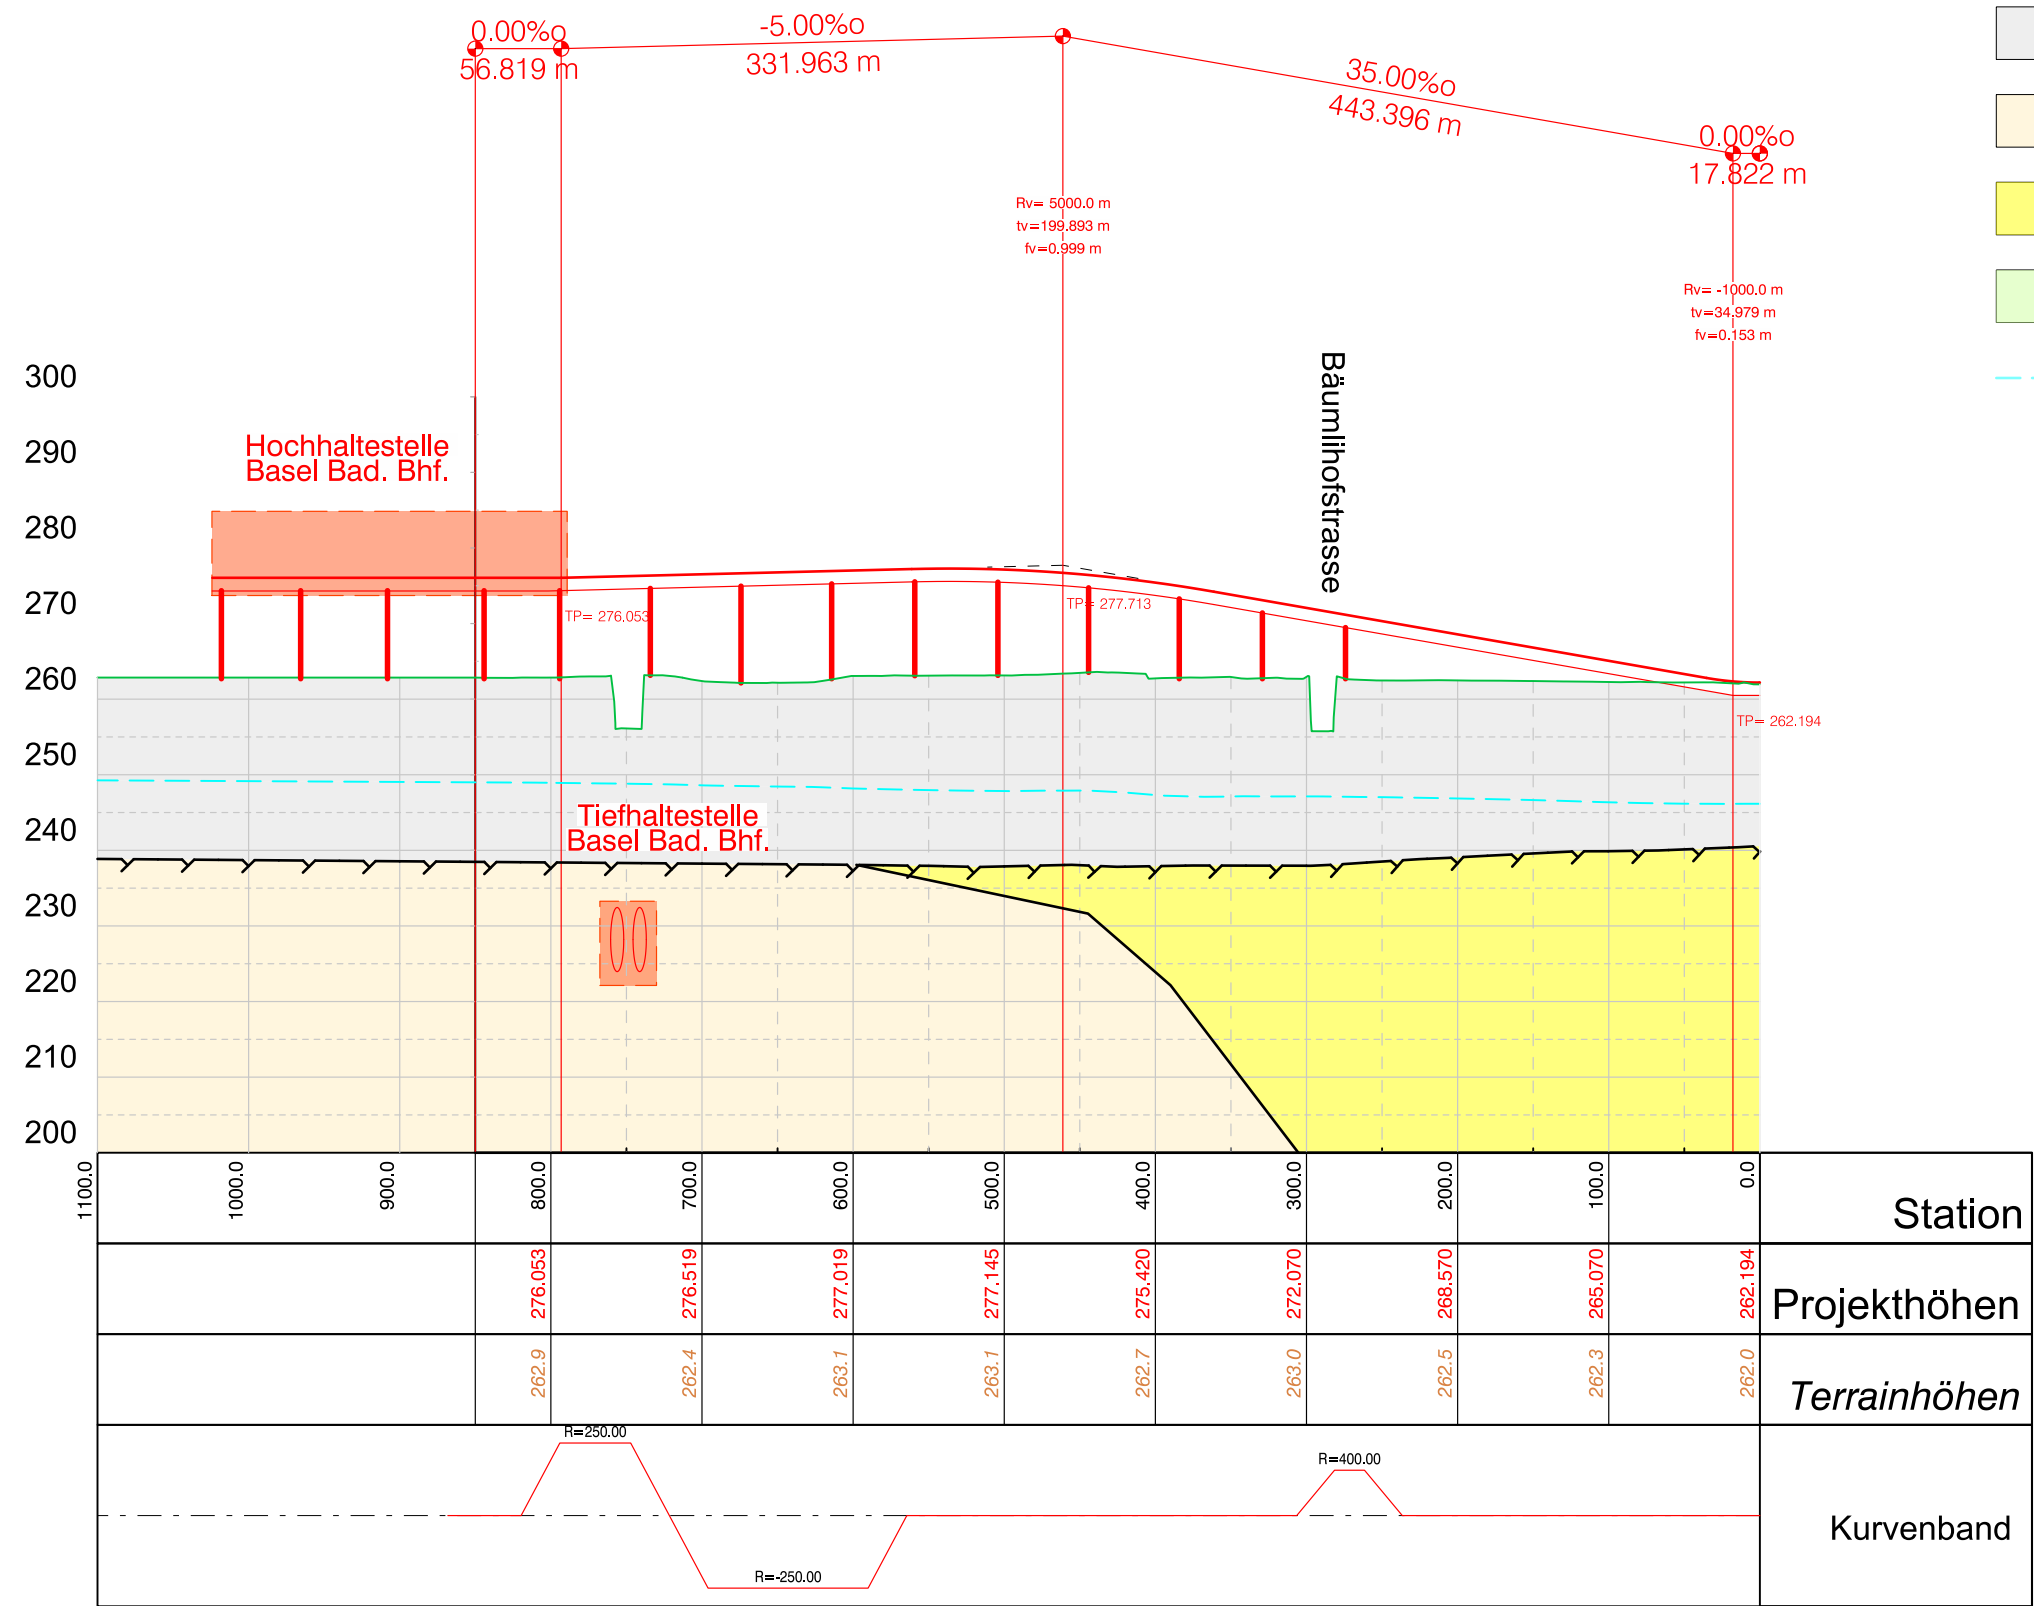 0.00%o
56.819 m
-5.00%o
331.963 m
35.00%o
443.396 m
0.00%o
17.822 m
Rv= 5000.0 m
tv=199.893 m
fv=0.999 m
Rv= -1000.0 m
tv=34.979 m
fv=0.153 m
Bäumlihofstrasse
Hochhaltestelle
Basel Bad. Bhf.
300
290
280
270
260
250
240
230
220
210
200
TP= 276.053
TP= 277.713
TP= 262.194
Tiefhaltestelle
Basel Bad. Bhf.
1100.0 1000.0 900.0 800.0 700.0 600.0 500.0 400.0 300.0 200.0 100.0 0.0 Station
276.053 276.519 277.019 277.145 275.420 272.070 268.570 265.070 262.194 Projekthöhen
262.9 262.4 263.1 263.1 262.7 263.0 262.5 262.3 262.0 Terrainhöhen
R=250.00
R=-250.00
R=400.00
Kurvenband